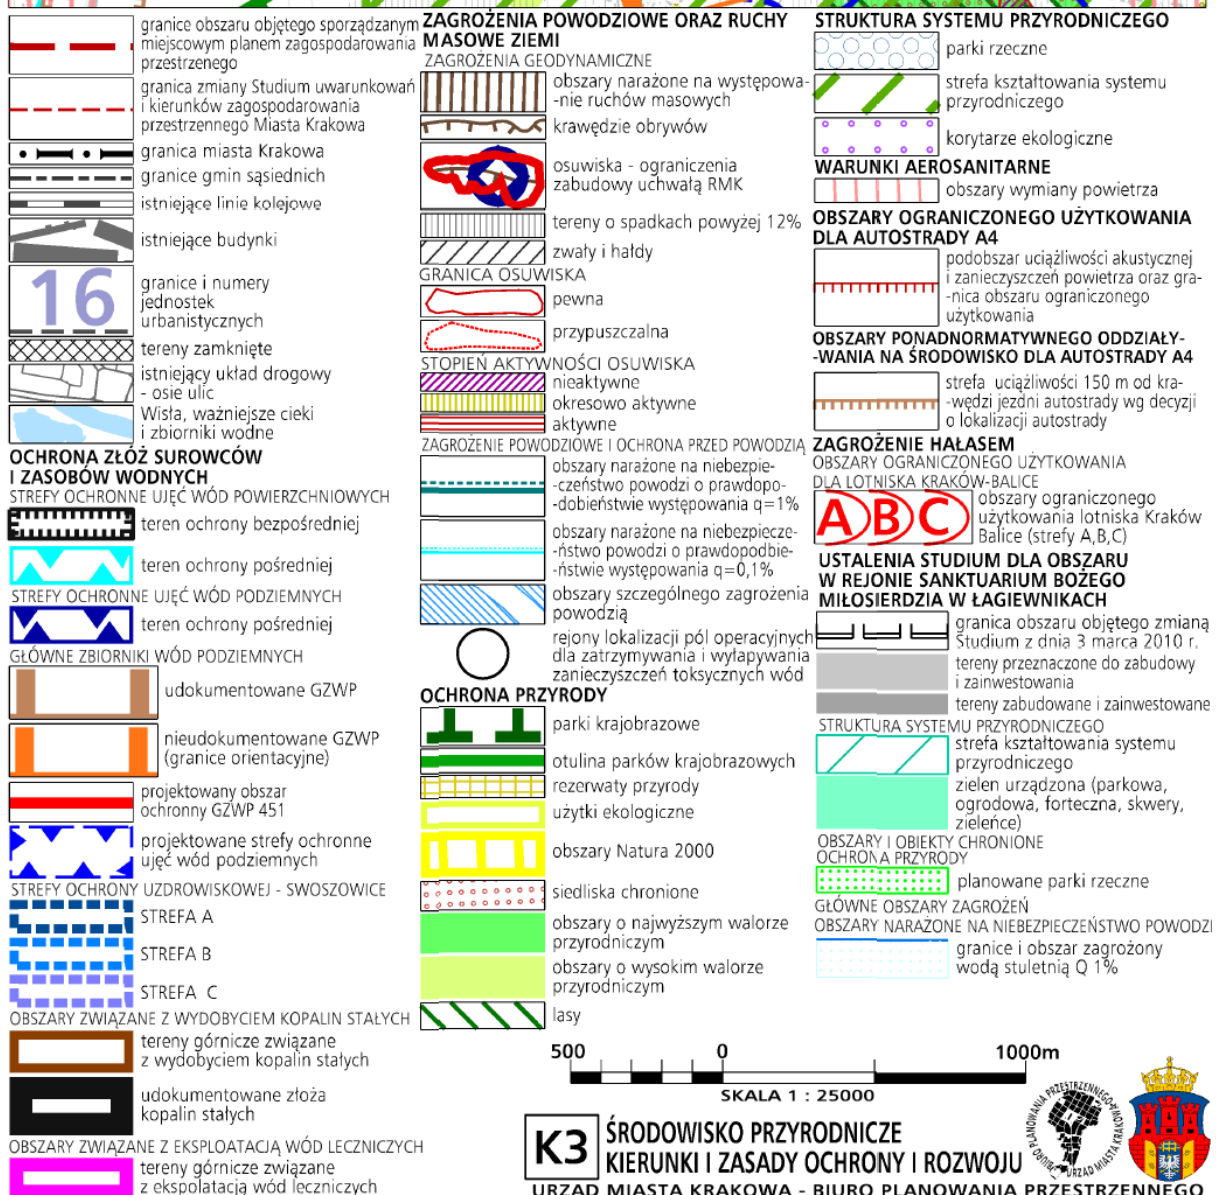 granice obszaru objętego sporządzanym
miejscowym planem zagospodarowania
przestrzenego
granica zmiany Studium uwarunkowań
i kierunków zagospodarowania
przestrzennego Miasta Krakowa
granica miasta Krakowa
granice gmin sąsiednich
istniejące linie kolejowe
istniejące budynki
16
granice i numery
jednostek
urbanistycznych
tereny zamknięte
istniejący układ drogowy
- osie ulic
Wisła, ważniejsze cieki
i zbiorniki wodne
OCHRONA ZŁÓŻ SUROWCÓW
I ZASOBÓW WODNYCH
STREFY OCHRONNE UJĘĆ WÓD POWIERZCHNIOWYCH
teren ochrony bezpośredniej
teren ochrony pośredniej
STREFY OCHRONNE UJĘĆ WÓD PODZIEMNYCH
teren ochrony pośredniej
GŁÓWNE ZBIORNIKI WÓD PODZIEMNYCH
udokumentowane GZWP
nieudokumentowane GZWP
(granice orientacyjne)
projektowany obszar
ochronny GZWP 451
projektowane strefy ochronne
ujęć wód podziemnych
STREFY OCHRONY UZDROWISKOWEJ - SWOSZOWICE
STREFA A
STREFA B
STREFA C
OBSZARY ZWIĄZANE Z WYDOBYCIEM KOPALIN STAŁYCH
tereny górnicze związane
z wydobyciem kopalin stałych
udokumentowane złoża
kopalin stałych
OBSZARY ZWIĄZANE Z EKSPLOATACJĄ WÓD LECZNICZYCH
tereny górnicze związane
z ekspolatacją wód leczniczych
ZAGROŻENIA POWODZIOWE ORAZ RUCHY
MASOWE ZIEMI
ZAGROŻENIA GEODYNAMICZNE
obszary narażone na występowa-
-nie ruchów masowych
krawędzie obrywów
osuwiska - ograniczenia
zabudowy uchwałą RMK
tereny o spadkach powyżej 12%
zwały i hałdy
GRANICA OSUWISKA
pewna
przypuszczalna
STOPIEŃ AKTYWNOŚCI OSUWISKA
nieaktywne
okresowo aktywne
aktywne
ZAGROŻENIE POWODZIOWE I OCHRONA PRZED POWODZIĄ
obszary narażone na niebezpie-
-czeństwo powodzi o prawdopo-
-dobieństwie występowania q=1%
obszary narażone na niebezpiecze-
-ństwo powodzi o prawdopodbie-
-ństwie występowania q=0,1%
obszary szczególnego zagrożenia
powodzią
rejony lokalizacji pól operacyjnych
dla zatrzymywania i wyłapywania
zanieczyszczeń toksycznych wód
OCHRONA PRZYRODY
parki krajobrazowe
otulina parków krajobrazowych
rezerwaty przyrody
użytki ekologiczne
obszary Natura 2000
siedliska chronione
obszary o najwyższym walorze
przyrodniczym
obszary o wysokim walorze
przyrodniczym
lasy
STRUKTURA SYSTEMU PRZYRODNICZEGO
parki rzeczne
strefa kształtowania systemu
przyrodniczego
korytarze ekologiczne
WARUNKI AEROSANITARNE
obszary wymiany powietrza
OBSZARY OGRANICZONEGO UŻYTKOWANIA
DLA AUTOSTRADY A4
podobszar uciążliwości akustycznej
i zanieczyszczeń powietrza oraz gra-
-nica obszaru ograniczonego
użytkowania
OBSZARY PONADNORMATYWNEGO ODDZIAŁY-
-WANIA NA ŚRODOWISKO DLA AUTOSTRADY A4
strefa uciążliwości 150 m od kra-
-wędzi jezdni autostrady wg decyzji
o lokalizacji autostrady
ZAGROŻENIE HAŁASEM
OBSZARY OGRANICZONEGO UŻYTKOWANIA
DLA LOTNISKA KRAKÓW-BALICE
ABC
obszary ograniczonego
użytkowania lotniska Kraków
Balice (strefy A,B,C)
USTALENIA STUDIUM DLA OBSZARU
W REJONIE SANKTUARIUM BOŻEGO
MIŁOSIERDZIA W ŁAGIEWNIKACH
granica obszaru objętego zmianą
Studium z dnia 3 marca 2010 r.
tereny przeznaczone do zabudowy
i zainwestowania
tereny zabudowane i zainwestowane
STRUKTURA SYSTEMU PRZYRODNICZEGO
strefa kształtowania systemu
przyrodniczego
zielen urządzona (parkowa,
ogrodowa, forteczna, skwery,
zieleńce)
OBSZARY I OBIEKTY CHRONIONE
OCHRONA PRZYRODY
planowane parki rzeczne
GŁÓWNE OBSZARY ZAGROŻEŃ
OBSZARY NARAŻONE NA NIEBEZPIECZEŃSTWO POWODZI
granice i obszar zagrożony
wodą stuletnią Q 1%
500 0 1000m
SKALA 1 : 25000
K3
ŚRODOWISKO PRZYRODNICZE
KIERUNKI I ZASADY OCHRONY I ROZWOJU
BIURO PLANOWANIA PRZESTRZENNEGO URZĄD MIASTA KRAKOWA
URZĄD MIASTA KRAKOWA - BIURO PLANOWANIA PRZESTRZENNEGO